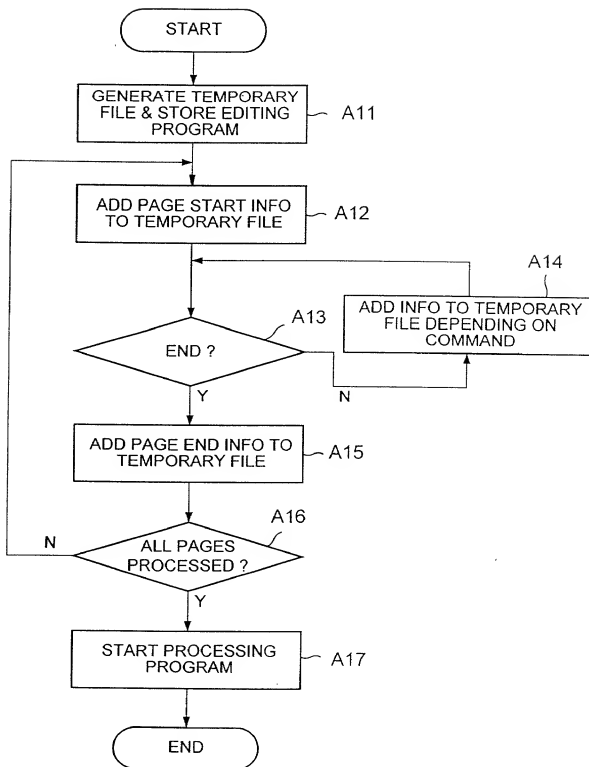 START
GENERATE TEMPORARY
FILE & STORE EDITING
PROGRAM
A11
ADD PAGE START INFO
TO TEMPORARY FILE
A12
A14
ADD INFO TO TEMPORARY
FILE DEPENDING ON
COMMAND
A13
END ?
N
Y
ADD PAGE END INFO TO
TEMPORARY FILE
A15
A16
N
ALL PAGES
PROCESSED ?
Y
START PROCESSING
PROGRAM
A17
END